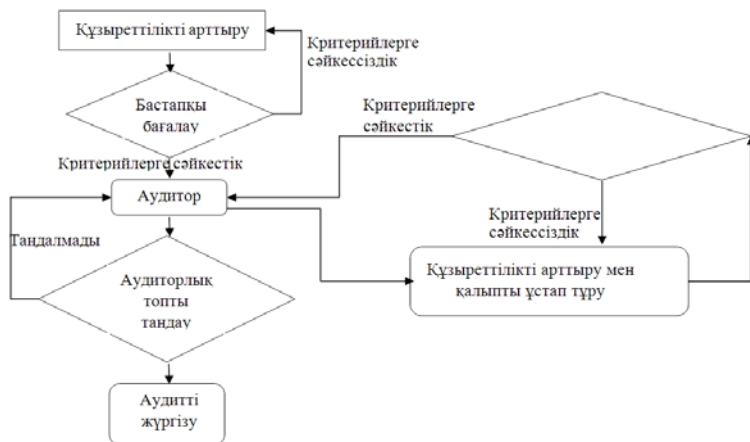 Құзыреттілікті арттыру
Критерийлерге
сәйкессіздік
Бастапқы
бағалау
Критерийлерге
сәйкестік
Критерийлерге сәйкестік
Аудитор
Критерийлерге
сәйкессіздік
Таңдалмады
Аудиторлық
топты
таңдау
Құзыреттілікті арттыру мен
қалыпты ұстап тұру
Аудитті
жүргізу